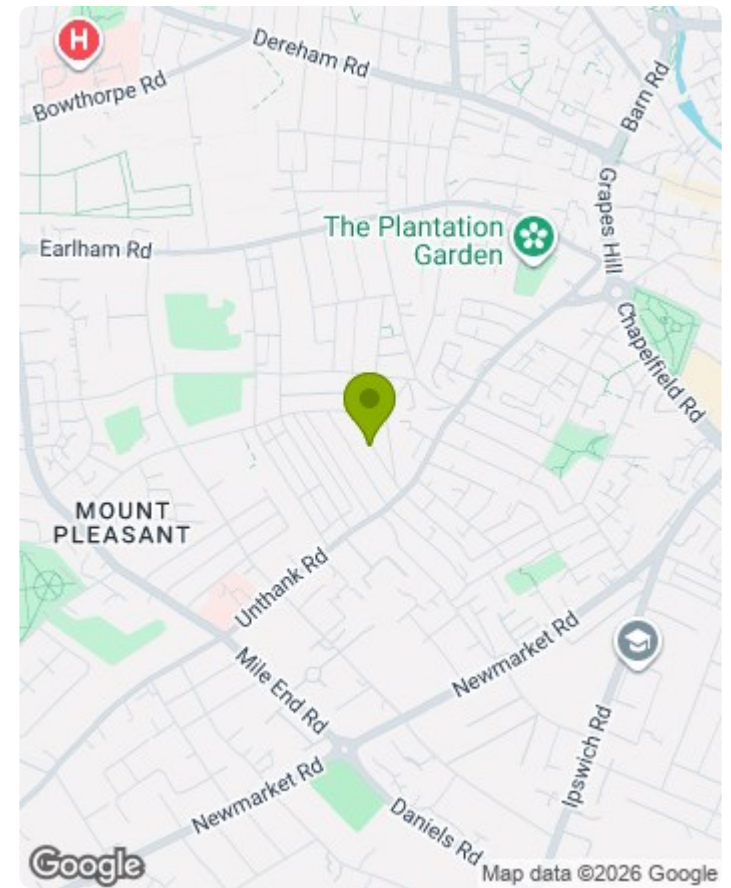 H
Dereham Rd
Bowthorpe Rd
Barn Rd
Grapes Hill
The Plantation
Garden
Earlham Rd
Chapelfield Rd
MOUNT
PLEASANT
Unthank Rd
Mile End Rd
Newmarket Rd
Ipswich Rd
Newmarket Rd
Daniels Rd
Google
Map data ©2026 Google